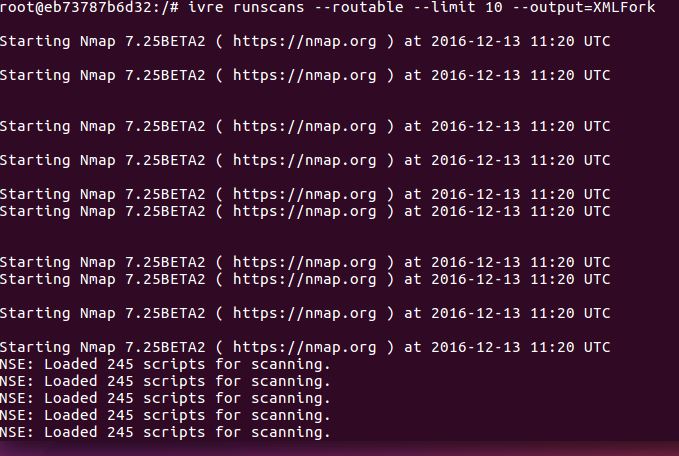 root@eb73787b6d32:/# ivre runscans --routable --limit 10 --output=XMLFork
Starting Nmap 7.25BETA2 ( https://nmap.org ) at 2016-12-13 11:20 UTC
Starting Nmap 7.25BETA2 ( https://nmap.org ) at 2016-12-13 11:20 UTC
Starting Nmap 7.25BETA2 ( https://nmap.org ) at 2016-12-13 11:20 UTC
Starting Nmap 7.25BETA2 ( https://nmap.org ) at 2016-12-13 11:20 UTC
Starting Nmap 7.25BETA2 ( https://nmap.org ) at 2016-12-13 11:20 UTC
Starting Nmap 7.25BETA2 ( https://nmap.org ) at 2016-12-13 11:20 UTC
Starting Nmap 7.25BETA2 ( https://nmap.org ) at 2016-12-13 11:20 UTC
Starting Nmap 7.25BETA2 ( https://nmap.org ) at 2016-12-13 11:20 UTC
Starting Nmap 7.25BETA2 ( https://nmap.org ) at 2016-12-13 11:20 UTC
Starting Nmap 7.25BETA2 ( https://nmap.org ) at 2016-12-13 11:20 UTC
NSE: Loaded 245 scripts for scanning.
NSE: Loaded 245 scripts for scanning.
NSE: Loaded 245 scripts for scanning.
NSE: Loaded 245 scripts for scanning.
NSE: Loaded 245 scripts for scanning.